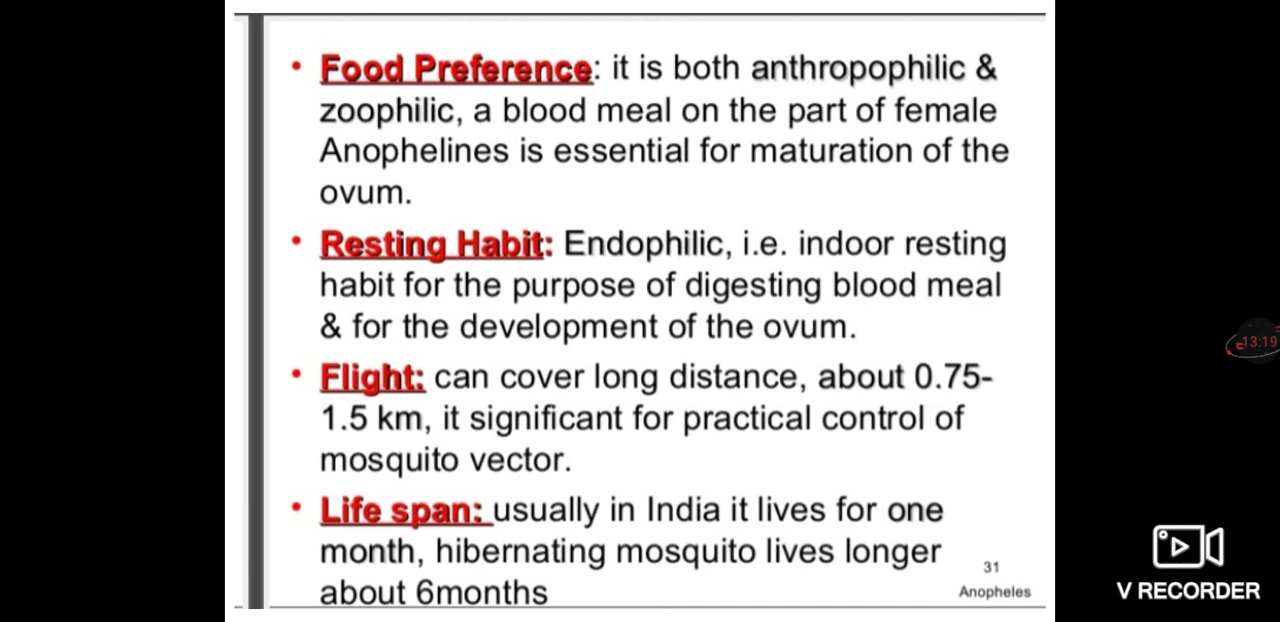 • Food Preference: it is both anthropophilic &
zoophilic, a blood meal on the part of female
Anophelines is essential for maturation of the
ovum.
• Resting Habit: Endophilic, i.e. indoor resting
habit for the purpose of digesting blood meal
& for the development of the ovum.
• Flight: can cover long distance, about 0.75-
1.5 km, it significant for practical control of
mosquito vector.
• Life span: usually in India it lives for one
month, hibernating mosquito lives longer
about 6months
31
Anopheles
13:19
V RECORDER